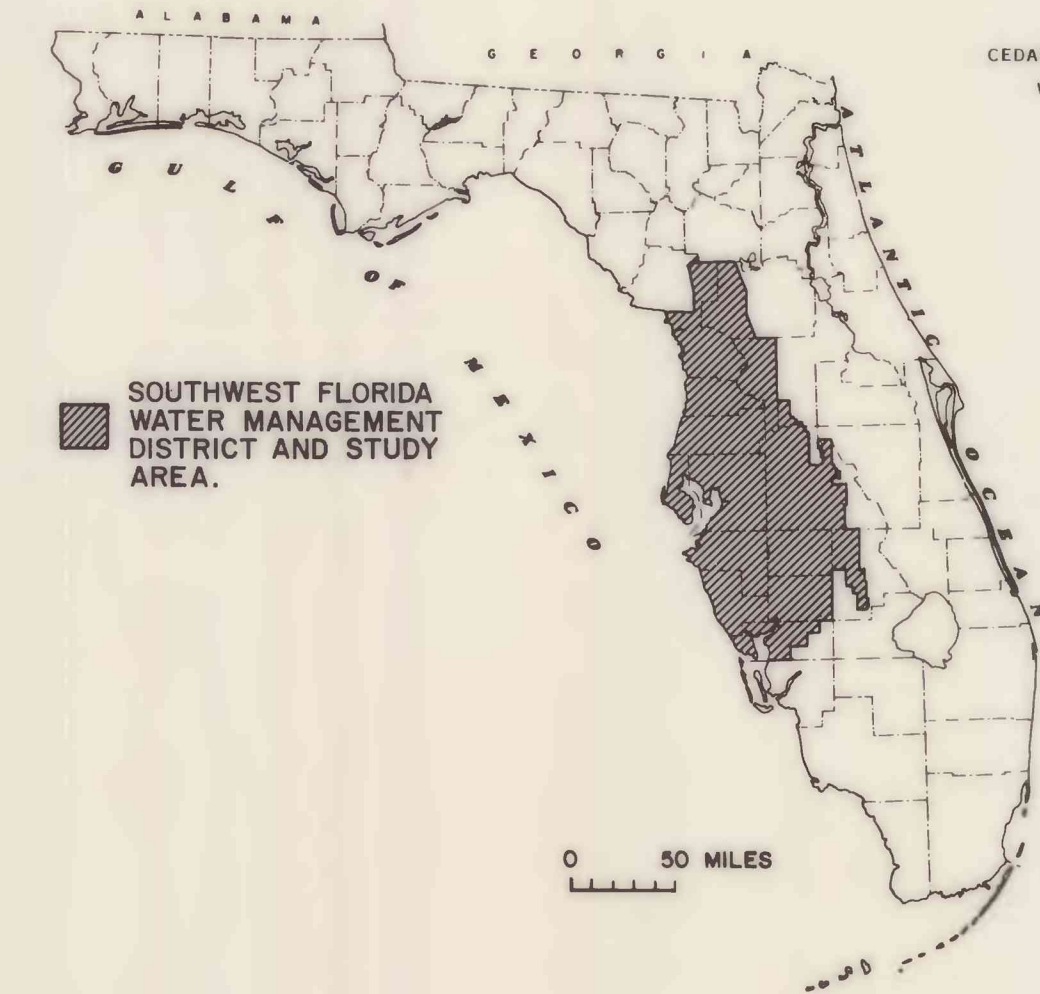 ALABAMA
GEORGIA
CEDA
ATLANTIC OCEAN
GULF OF MEXICO
SOUTHWEST FLORIDA
WATER MANAGEMENT
DISTRICT AND STUDY
AREA.
0 50 MILES